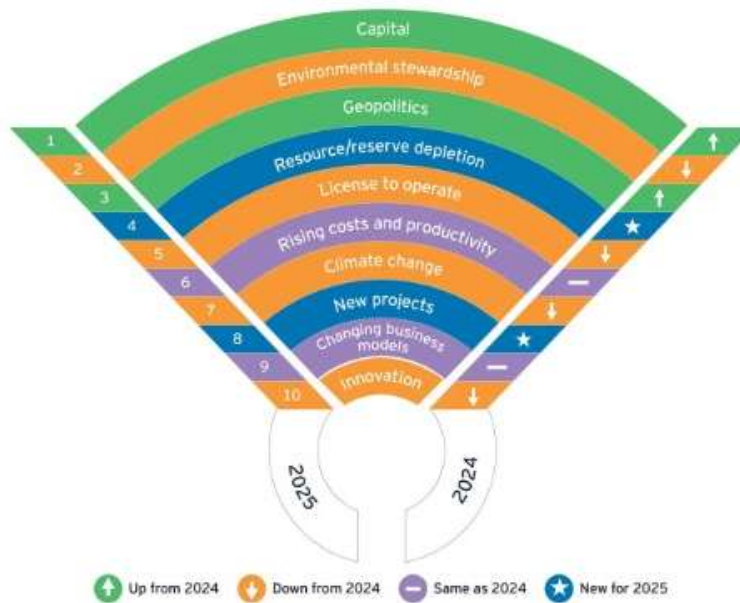 Capital
Environmental stewardship
Geopolitics
Resource/reserve depletion
License to operate
Rising costs and productivity
Climate change
New projects
Changing business
models
Innovation
1
2
3
4
5
6
7
8
9
10
2025
2024
Up from 2024
Down from 2024
Same as 2024
New for 2025